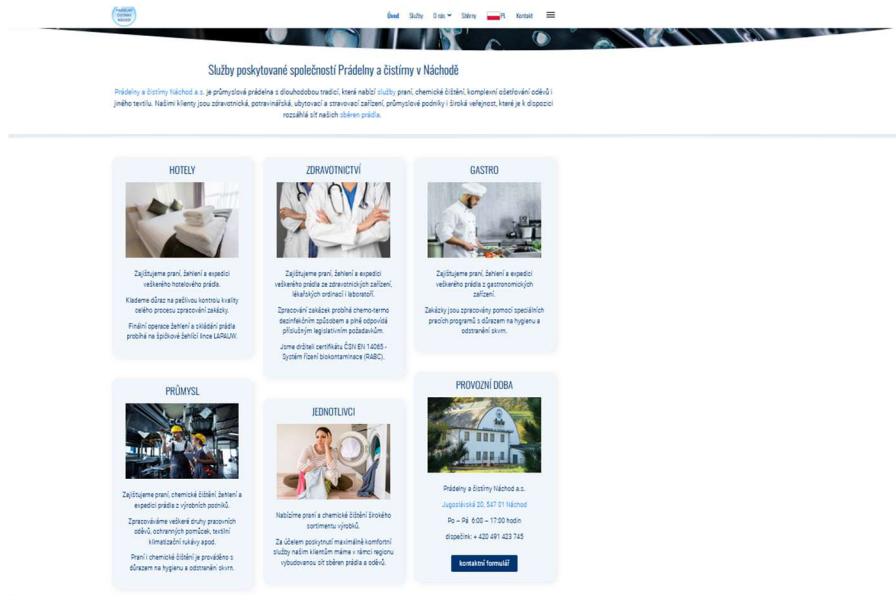 PRÁDELNY
ČISTÍRNY
NÁCHOD
Úvod Služby O nás Sběrny PL Kontakt
Služby poskytované společností Prádelny a čistírny v Náchodě
Prádelny a čistírny Náchod a.s. je průmyslová prádelna s dlouhodobou tradicí, která nabízí služby praní, chemické čištění, komplexní ošetřování oděvů i
jiného textilu. Našimi klienty jsou zdravotnická, potravinářská, ubytovací a stravovací zařízení, průmyslové podniky i široká veřejnost, které je k dispozici
rozsáhlá síť našich sběren prádla.
HOTELY
Zajištujeme praní, žehlení a expedici
veškerého hotelového prádla.
Klademe důraz na pečlivou kontrolu kvality
celého procesu zpracování zakázky.
Finální operace žehlení a skládání prádla
probíhá na špičkové žehlící lince LAPAUW.
ZDRAVOTNICTVÍ
Zajištujeme praní, žehlení a expedici
veškerého prádla ze zdravotnických zařízení,
lékařských ordinací i laboratoří.
Zpracování zakázek probíhá chemo-termo
dezinfekčním způsobem a plně odpovídá
příslušným legislativním požadavkům.
Jsme držiteli certifikátu ČSN EN 14065 -
Systém řízení biokontaminace (RABC).
GASTRO
Zajištujeme praní, žehlení a expedici
veškerého prádla z gastronomických
zařízení.
Zakázky jsou zpracovány pomocí speciálních
pracích programů s důrazem na hygienu a
odstranění skvrn.
PRŮMYSL
Zajištujeme praní, chemické čištění, žehlení a
expedici prádla z výrobních podniků.
Zpracováváme veškeré druhy pracovních
oděvů, ochranných pomůcek, textilní
klimatizační rukávy apod.
Praní i chemické čištění je prováděno s
důrazem na hygienu a odstranění skvrn.
JEDNOTLIVCI
Nabízíme praní a chemické čištění širokého
sortimentu výrobků.
Za účelem poskytnutí maximálně komfortní
služby našim klientům máme v rámci regionu
vybudovanou síť sběren prádla a oděvů.
PROVOZNÍ DOBA
Prádelny a čistírny Náchod a.s.
Jugoslávská 20, 547 01 Náchod
Po – Pá 6:00 – 17:00 hodin
dispečink: + 420 491 423 745
kontaktní formulář